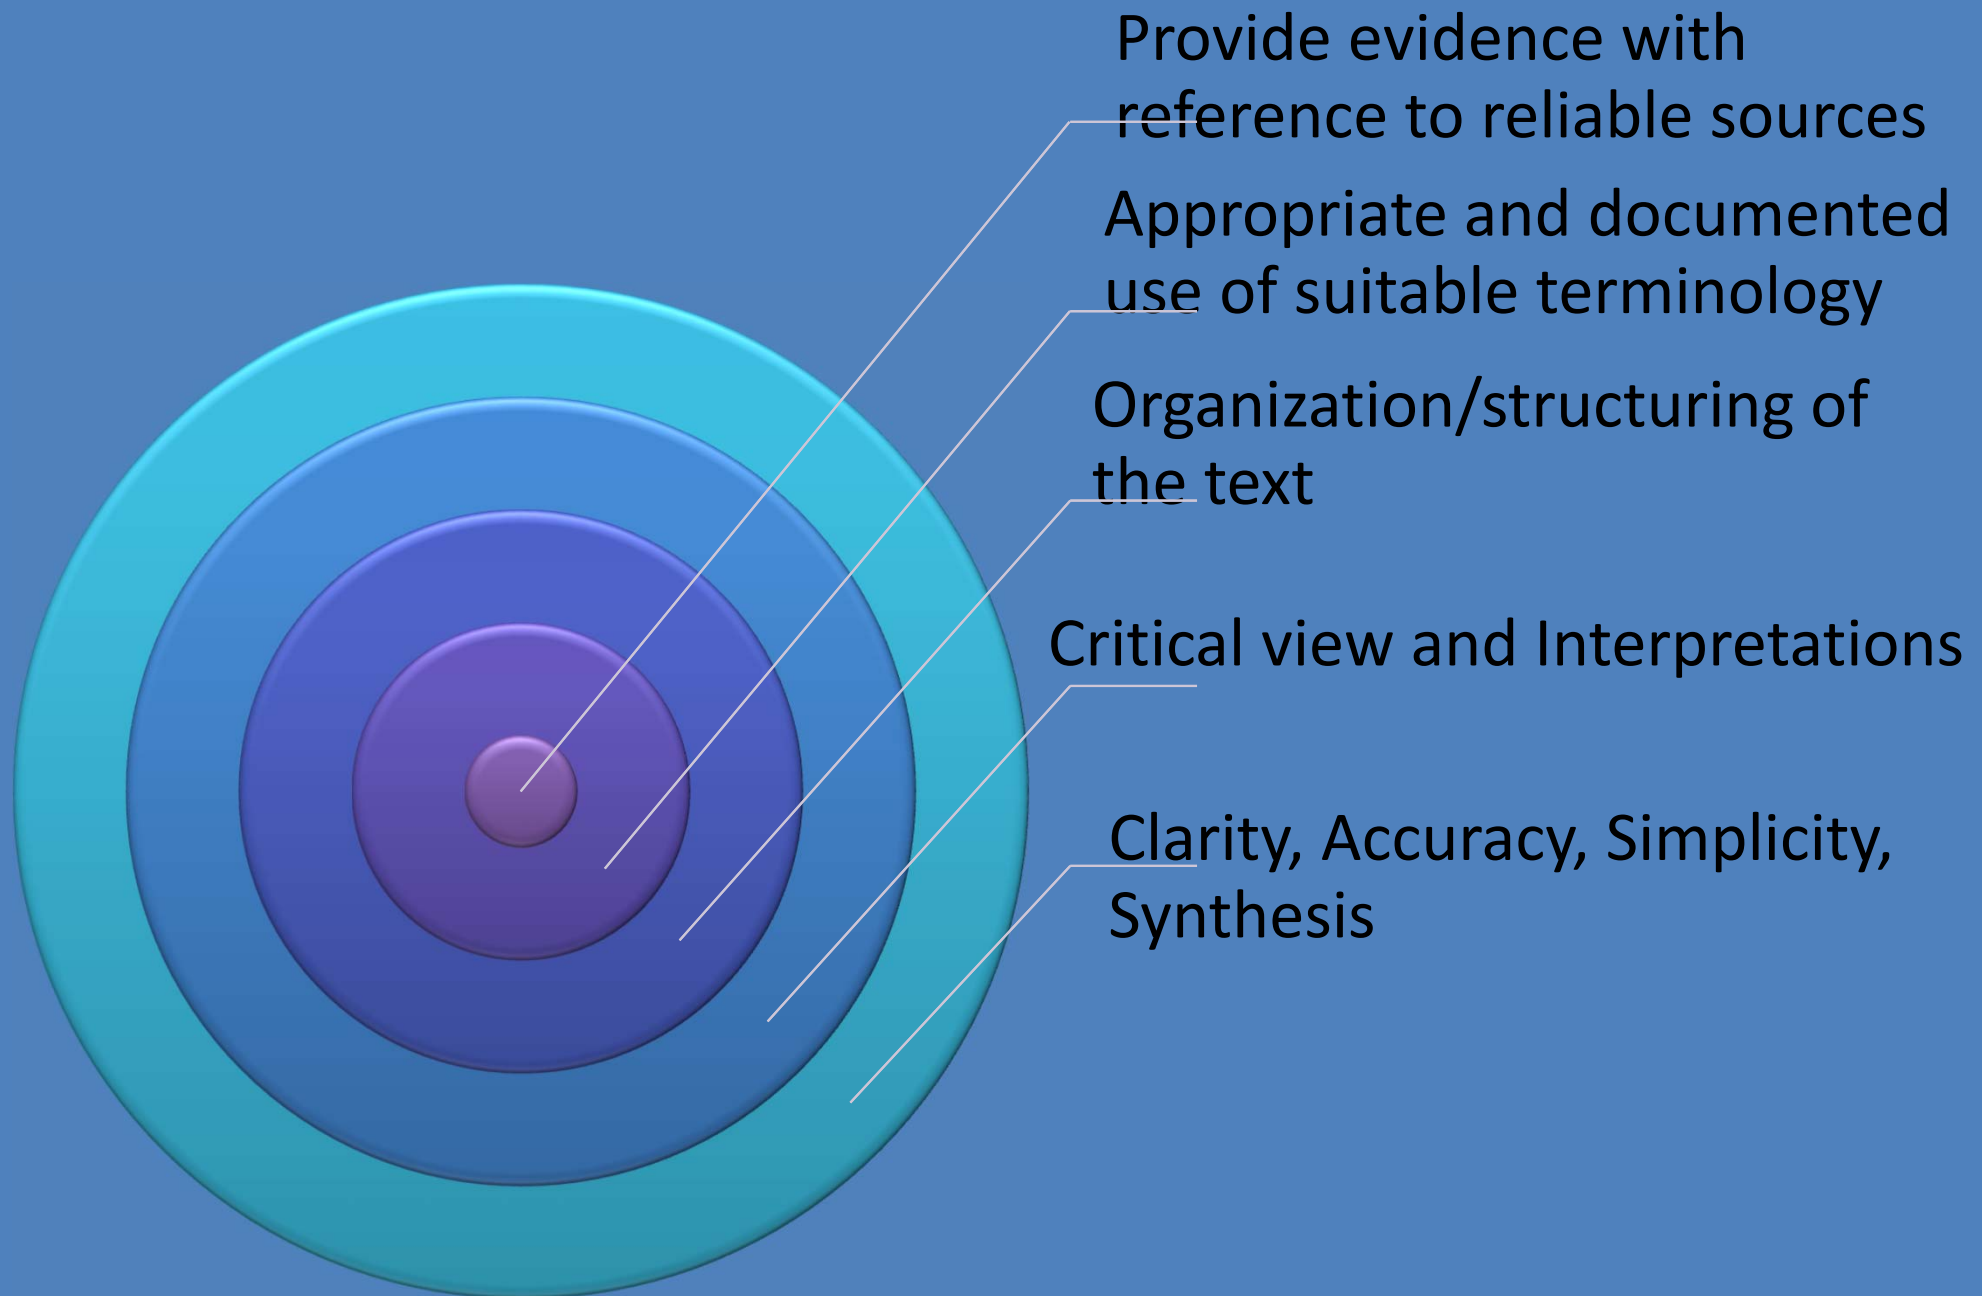 Provide evidence with
reference to reliable sources
Appropriate and documented
use of suitable terminology
Organization/structuring of
the text
Critical view and Interpretations
Clarity, Accuracy, Simplicity,
Synthesis